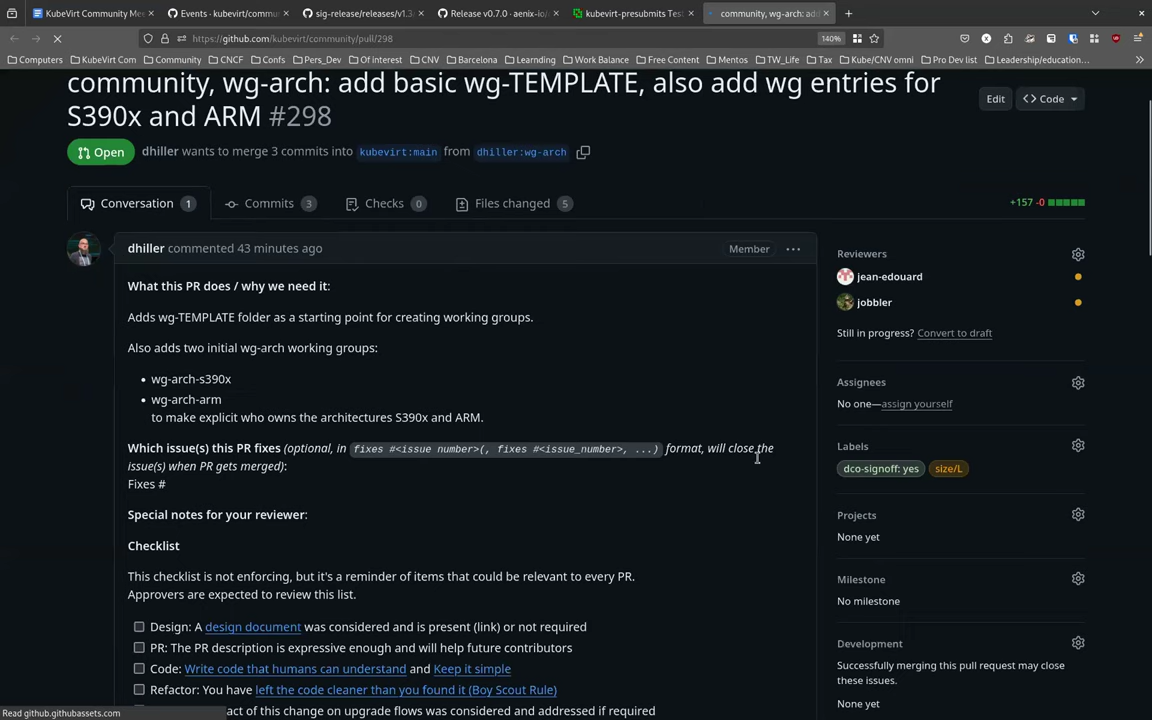 KubeVirt Community Mee
Events - kubevirt/commu
sig-release/releases/v1.3
Release v0.7.0 - aenix-io/
kubevirt-presubmits Test
community, wg-arch: add
https://github.com/kubevirt/community/pull/298
140%
Computers
KubeVirt Com
Community
CNCF
Confs
Pers_Dev
Of interest
CNV
Barcelona
Learnding
Work Balance
Free Content
Mentos
TW_Life
Tax
Kube/CNV omni
Pro Dev list
Leadership/education...
community, wg-arch: add basic wg-TEMPLATE, also add wg entries for
S390x and ARM #298
Edit
<> Code
Open
dhiller wants to merge 3 commits into kubevirt:main from dhiller:wg-arch
Conversation 1
Commits 3
Checks 0
Files changed 5
+157 -0
dhiller commented 43 minutes ago
Member
What this PR does / why we need it:
Adds wg-TEMPLATE folder as a starting point for creating working groups.
Also adds two initial wg-arch working groups:
• wg-arch-s390x
• wg-arch-arm
to make explicit who owns the architectures S390x and ARM.
Which issue(s) this PR fixes (optional, in fixes #<issue number>(, fixes #<issue_number>, ...) format, will close the
issue(s) when PR gets merged):
Fixes #
Special notes for your reviewer:
Checklist
This checklist is not enforcing, but it's a reminder of items that could be relevant to every PR.
Approvers are expected to review this list.
Design: A design document was considered and is present (link) or not required
PR: The PR description is expressive enough and will help future contributors
Code: Write code that humans can understand and Keep it simple
Refactor: You have left the code cleaner than you found it (Boy Scout Rule)
act of this change on upgrade flows was considered and addressed if required
Reviewers
jean-edouard
jobbler
Still in progress? Convert to draft
Assignees
No one—assign yourself
Labels
dco-signoff: yes
size/L
Projects
None yet
Milestone
No milestone
Development
Successfully merging this pull request may close
these issues.
None yet
Read github.githubassets.com